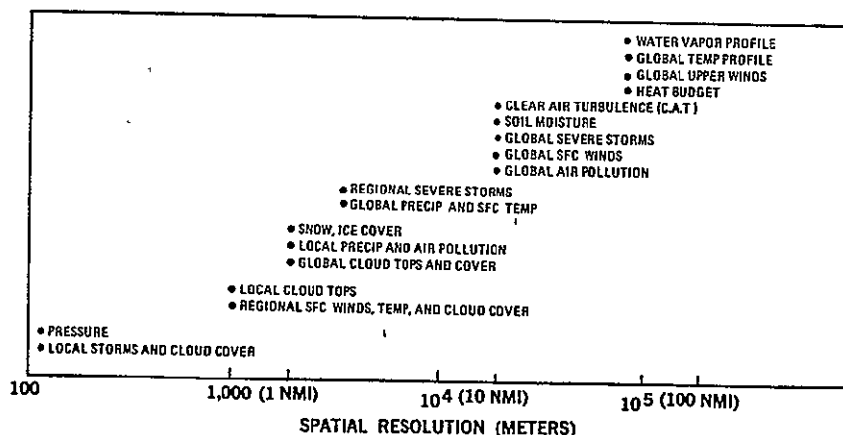 • WATER VAPOR PROFILE
• GLOBAL TEMP PROFILE
• GLOBAL UPPER WINDS
• HEAT BUDGET
• CLEAR AIR TURBULENCE (C.A.T)
• SOIL MOISTURE
• GLOBAL SEVERE STORMS
• GLOBAL SFC WINDS
• GLOBAL AIR POLLUTION
• REGIONAL SEVERE STORMS
• GLOBAL PRECIP AND SFC TEMP
• SNOW, ICE COVER
• LOCAL PRECIP AND AIR POLLUTION
• GLOBAL CLOUD TOPS AND COVER
• LOCAL CLOUD TOPS
• REGIONAL SFC WINDS, TEMP, AND CLOUD COVER
• PRESSURE
• LOCAL STORMS AND CLOUD COVER
100 1,000 (1 NMI) 10⁴ (10 NMI) 10⁵ (100 NMI)
SPATIAL RESOLUTION (METERS)